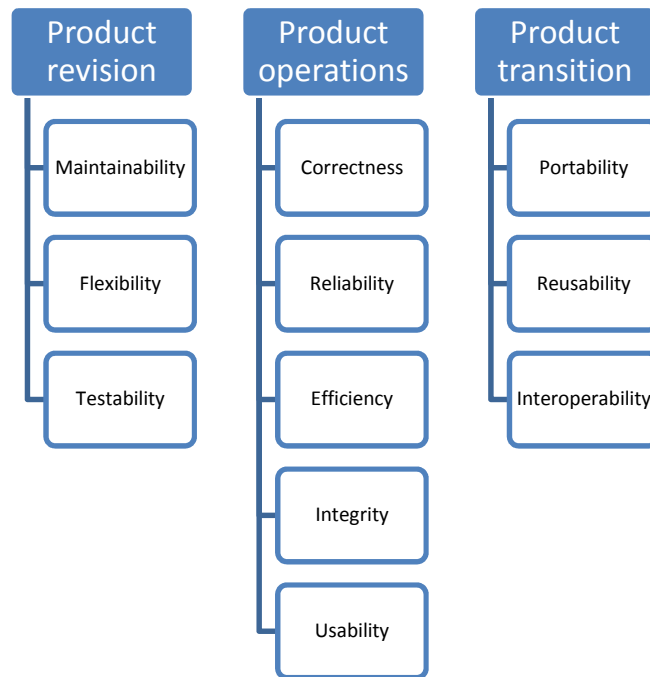 Product
revision
Maintainability
Flexibility
Testability
Product
operations
Correctness
Reliability
Efficiency
Integrity
Usability
Product
transition
Portability
Reusability
Interoperability